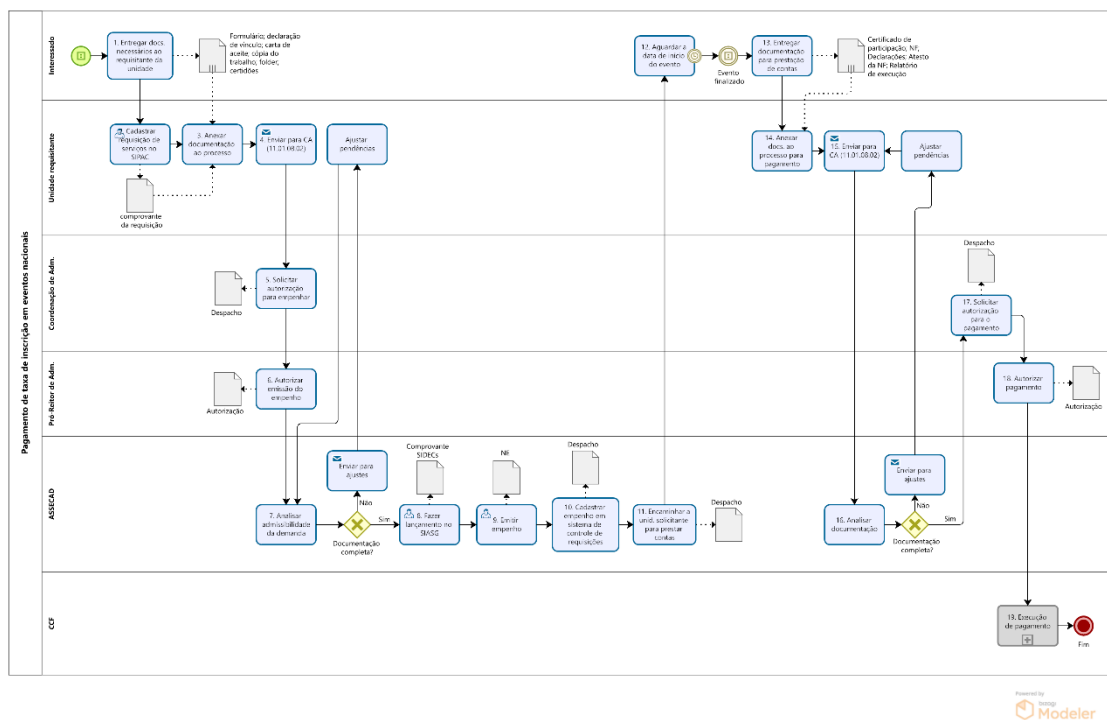 Pagamento de taxa de inscrição em eventos nacionais
Interessado
1. Entregar docs.
necessários ao
requisitante da
unidade
Formulário; declaração
de vínculo; carta de
aceite; cópia do
trabalho; folder,
certidões
12. Aguardar a
data de início
do evento
Evento
finalizado
13. Entregar
documentação
para prestação
de contas
Certificado de
participação, NF;
Declarações; Atesto
da NF; Relatório
de execução
Unidade requisitante
Cadastrar
requisição de
serviços no
SIPAC
3. Anexar
documentação
ao processo
4. Enviar para CA
(11.01.08.02)
Ajustar
pendências
comprovante
da requisição
14. Anexar
docs. ao
processo para
pagamento
15. Enviar para
CA (11.01.08.02)
Ajustar
pendências
Coordenação de Adm.
5. Solicitar
autorização
para empenhar
Despacho
Despacho
17. Solicitar
autorização
para o
pagamento
Pró-Reitor de Adm.
6. Autorizar
emissão do
empenho
Autorização
18. Autorizar
pagamento
Autorização
ASSECAD
7. Analisar
admissibilidade
da demanda
Enviar para
ajustes
Não
Sim
Documentação
completa?
Comprovante
SIDECs
8. Fazer
lançamento no
SIASG
9. Emitir
empenho
Despacho
10. Cadastrar
empenho em
sistema de
controle de
requisições
11. Encaminhar a
unid. solicitante
para prestar
contas
Despacho
16. Analisar
documentação
Enviar para
ajustes
Não
Sim
Documentação
completa?
CCF
19. Execução
de pagamento
Fim
Powered by
bizagi
Modeler